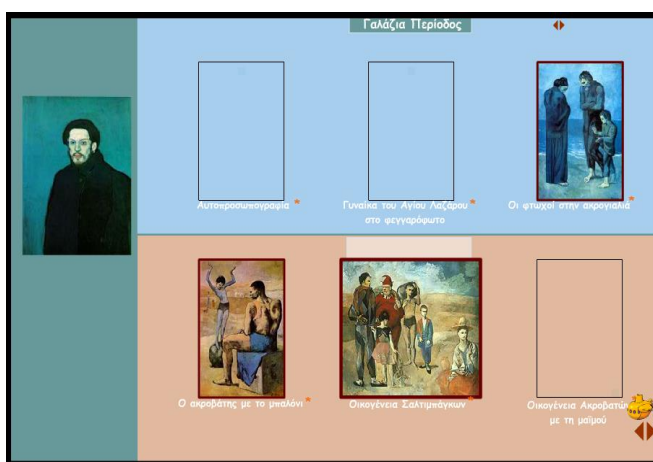 Γαλάζια Περίοδος
Αυτοπροσωπογραφία *
Γυναίκα του Αγίου Λαζάρου *
στο φεγγαρόφωτο
Οι φτωχοί στην ακρογιαλιά *
Ο ακροβάτης με το μπαλόνι *
Οικογένεια Σαλτιμπάγκων *
Οικογένεια Ακροβατών
με τη μαϊμού